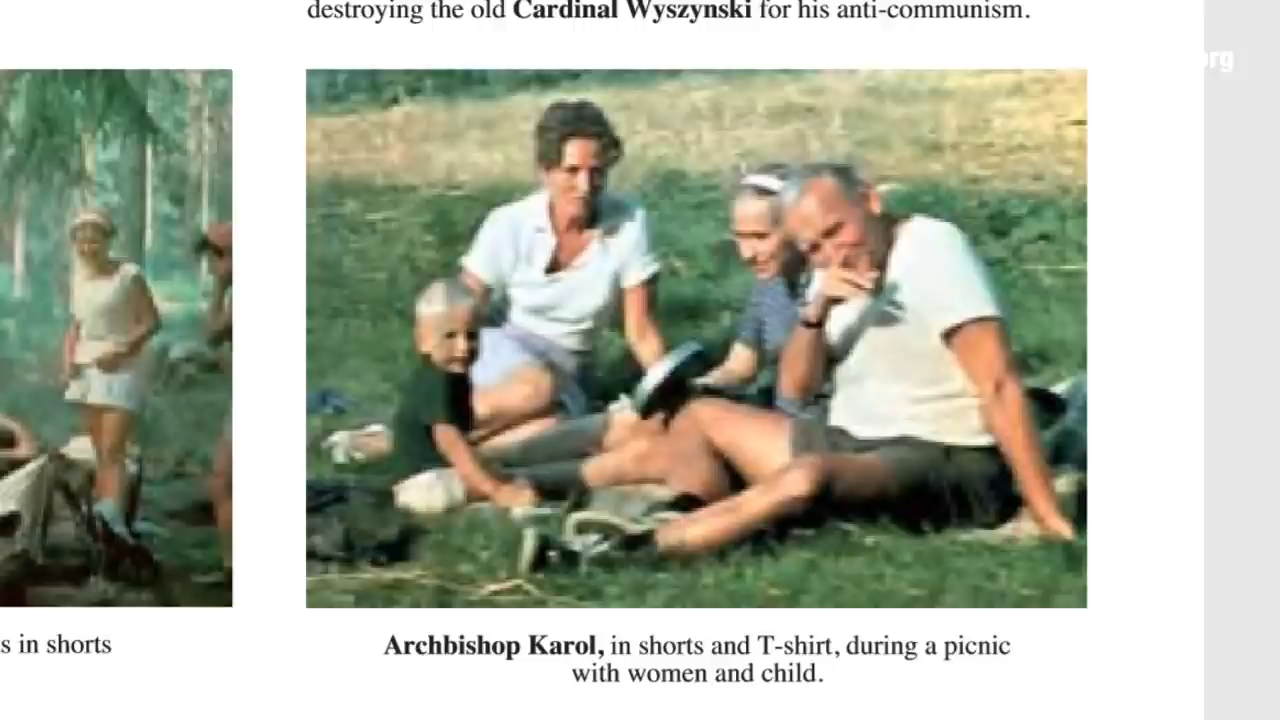 destroying the old Cardinal Wyszynski for his anti-communism.
org
s in shorts
Archbishop Karol, in shorts and T-shirt, during a picnic
with women and child.